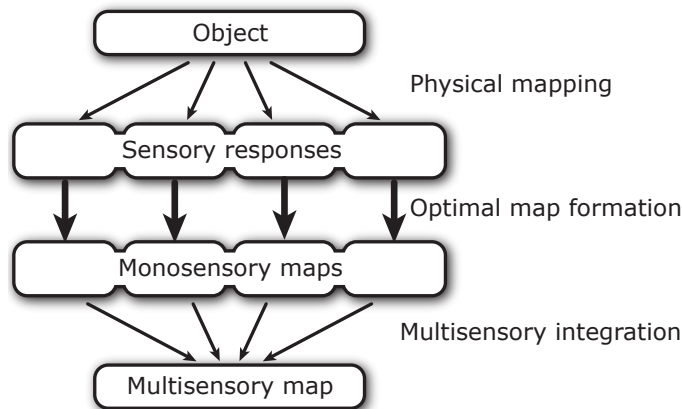 Object
Physical mapping
Sensory responses
Optimal map formation
Monosensory maps
Multisensory integration
Multisensory map